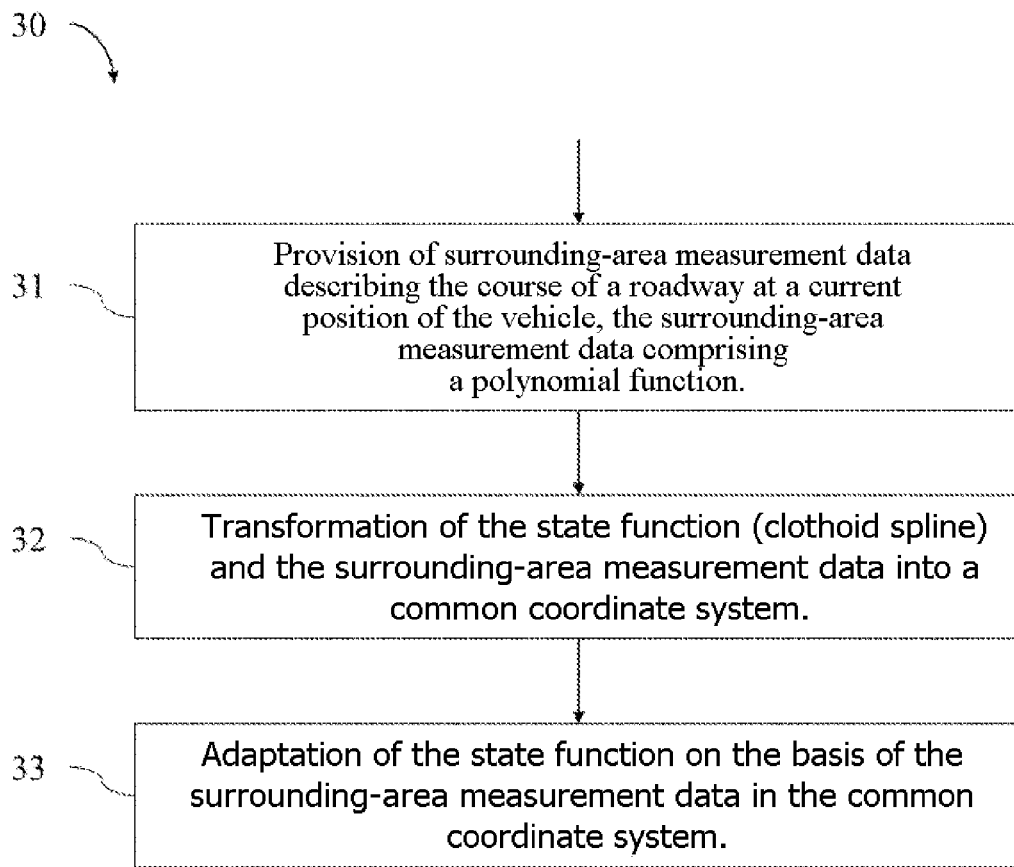 30
31
Provision of surrounding-area measurement data
describing the course of a roadway at a current
position of the vehicle, the surrounding-area
measurement data comprising
a polynomial function.
32
Transformation of the state function (clothoid spline)
and the surrounding-area measurement data into a
common coordinate system.
33
Adaptation of the state function on the basis of the
surrounding-area measurement data in the common
coordinate system.